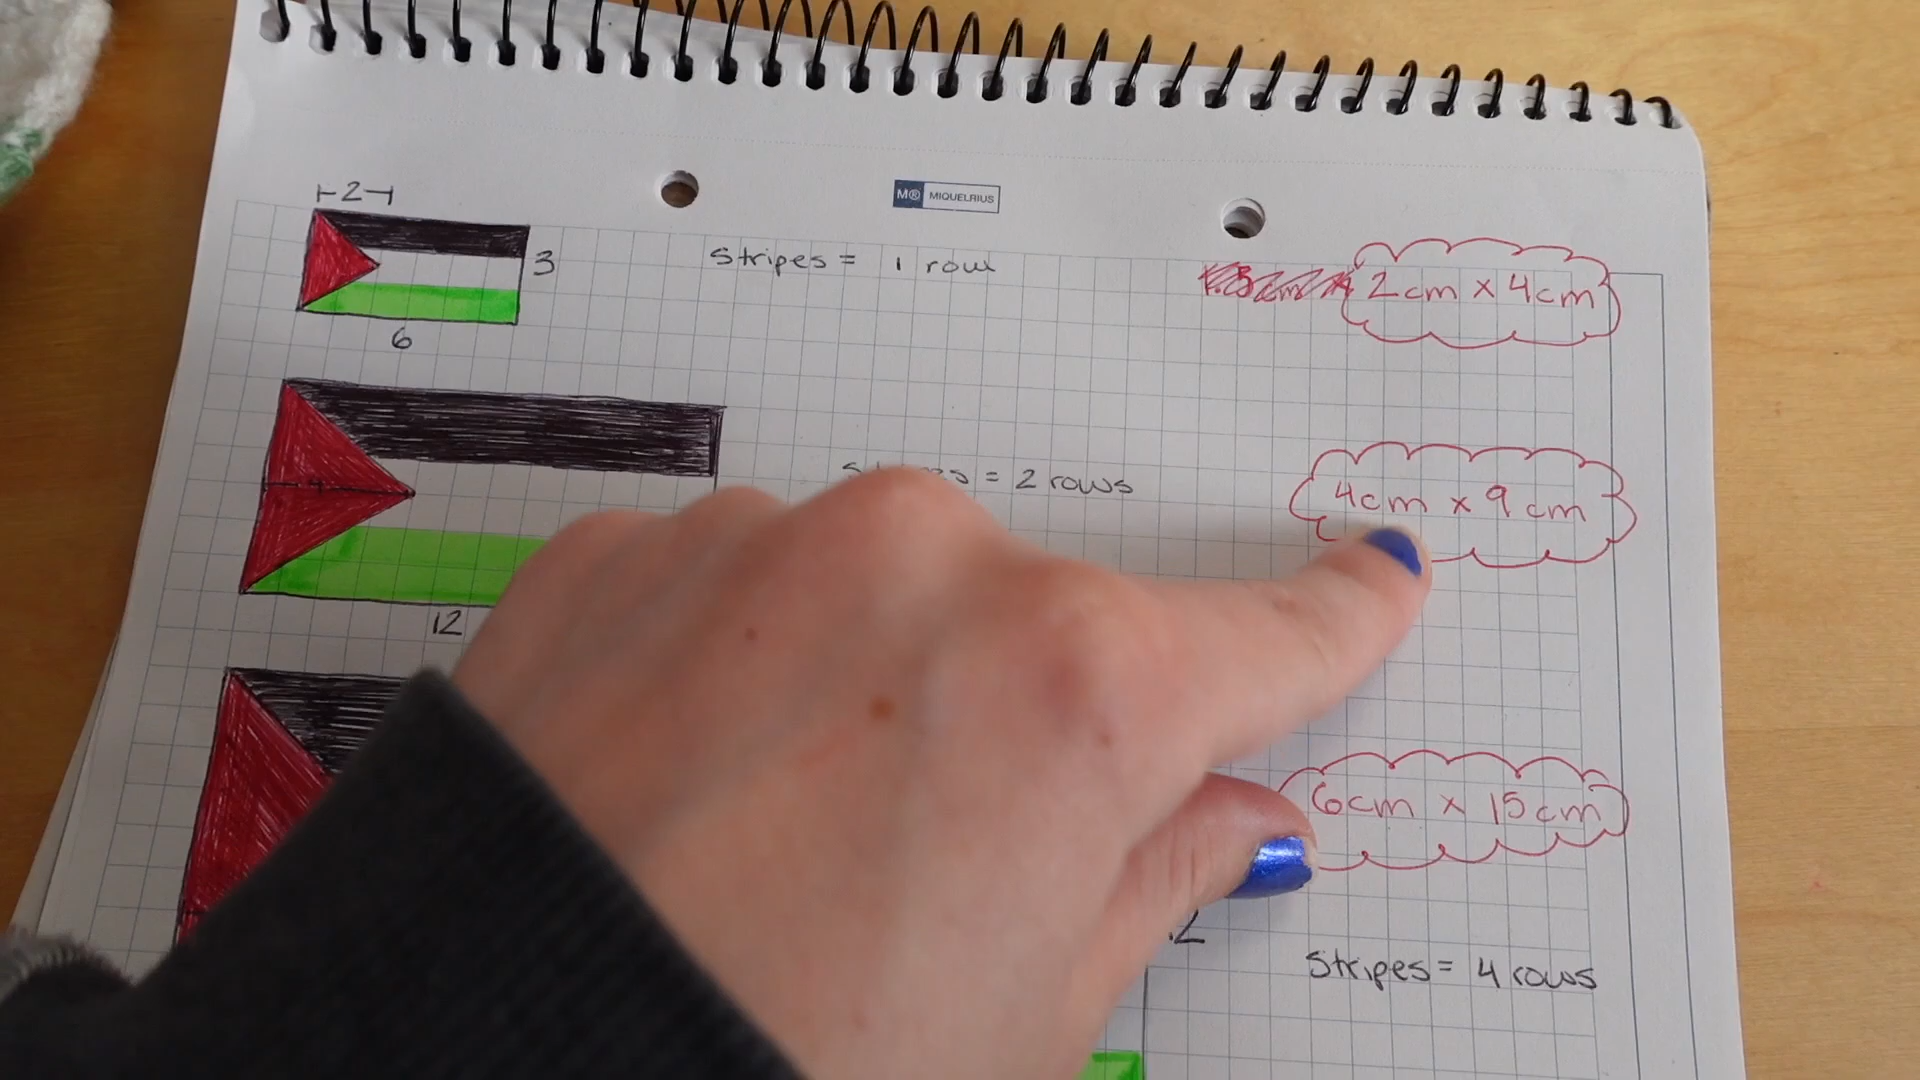 2
M® MIQUELRIUS
3
stripes = 1 row
2cm x 4cm
6
= 2 rows
4cm x 9cm
4
12
6cm x 15cm
stripes = 4 rows